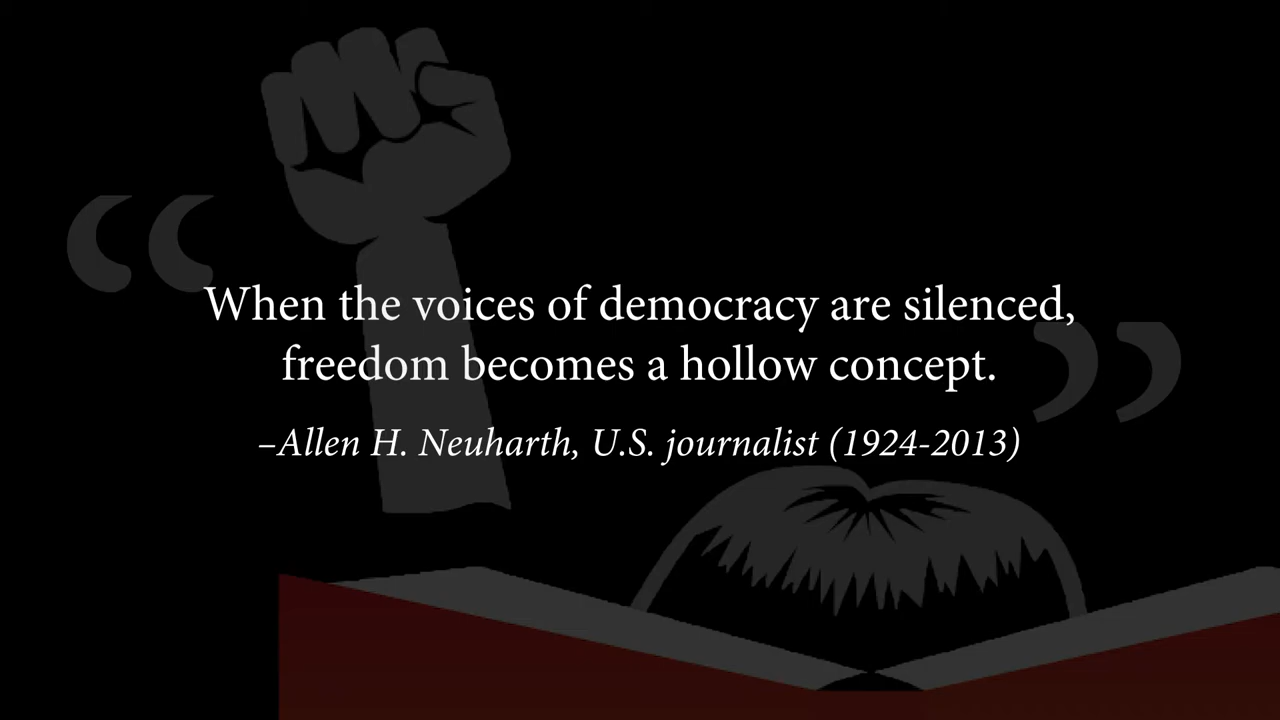 When the voices of democracy are silenced,
freedom becomes a hollow concept.
–Allen H. Neuharth, U.S. journalist (1924-2013)